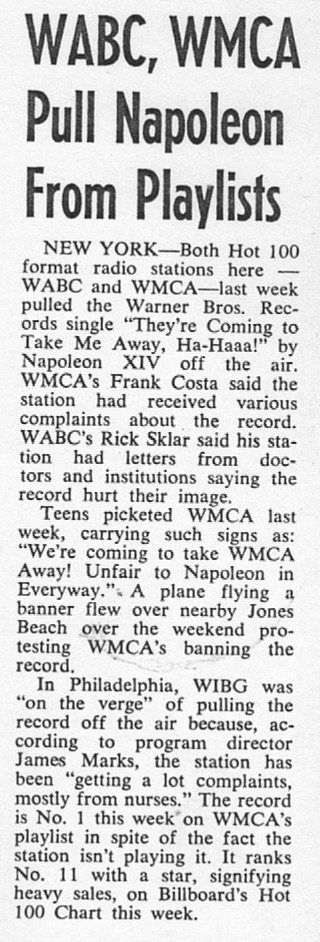 WABC, WMCA
Pull Napoleon
From Playlists
NEW YORK—Both Hot 100
format radio stations here —
WABC and WMCA—last week
pulled the Warner Bros. Rec-
ords single “They’re Coming to
Take Me Away, Ha-Haaa!” by
Napoleon XIV off the air.
WMCA’s Frank Costa said the
station had received various
complaints about the record.
WABC’s Rick Sklar said his sta-
tion had letters from doc-
tors and institutions saying the
record hurt their image.
Teens picketed WMCA last
week, carrying such signs as:
“We’re coming to take WMCA
Away! Unfair to Napoleon in
Everyway.” A plane flying a
banner flew over nearby Jones
Beach over the weekend pro-
testing WMCA’s banning the
record.
In Philadelphia, WIBG was
“on the verge” of pulling the
record off the air because, ac-
cording to program director
James Marks, the station has
been “getting a lot complaints,
mostly from nurses.” The record
is No. 1 this week on WMCA’s
playlist in spite of the fact the
station isn’t playing it. It ranks
No. 11 with a star, signifying
heavy sales, on Billboard’s Hot
100 Chart this week.